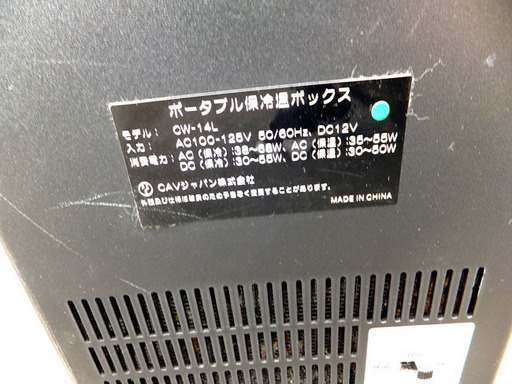 ポータブル保冷温ボックス
モデル: CW-14L
入力: AC100-125V 50/60Hz, DC12V
消費電力: AC (保冷) :38~68W, AC (保温) :35~55W
DC (保冷) :30~55W, DC (保温) :30~50W
CAVジャパン株式会社
外観及び仕様は改良のため予告なく変更することがあります。
MADE IN CHINA